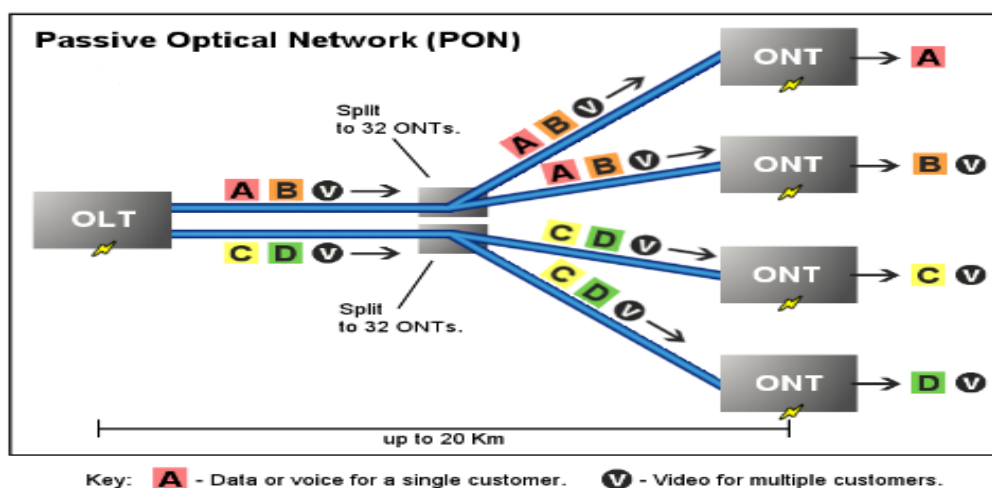 Passive Optical Network (PON)
Split
to 32 ONTs.
OLT
A B V
C D V
Split
to 32 ONTs.
A B V
A B V
C D V
C D V
ONT
A
ONT
B V
ONT
C V
ONT
D V
up to 20 Km
Key: A - Data or voice for a single customer. V - Video for multiple customers.